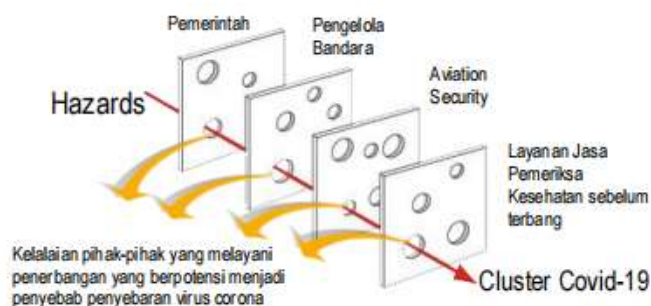 Pemerintah
Pengelola
Bandara
Aviation
Security
Hazards
Layanan Jasa
Pemeriksa
Kesehatan sebelum
terbang
Kelalaian pihak-pihak yang melayani
penerbangan yang berpotensi menjadi
penyebab penyebaran virus corona
Cluster Covid-19